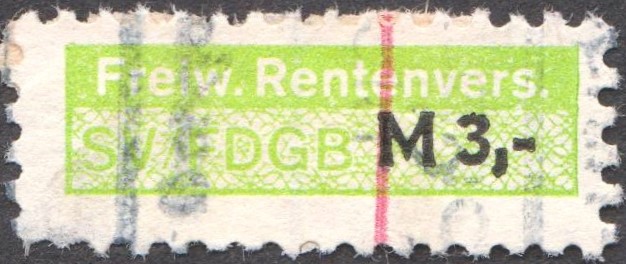 Freiw. Rentenvers.
SV/FDGB M 3,-